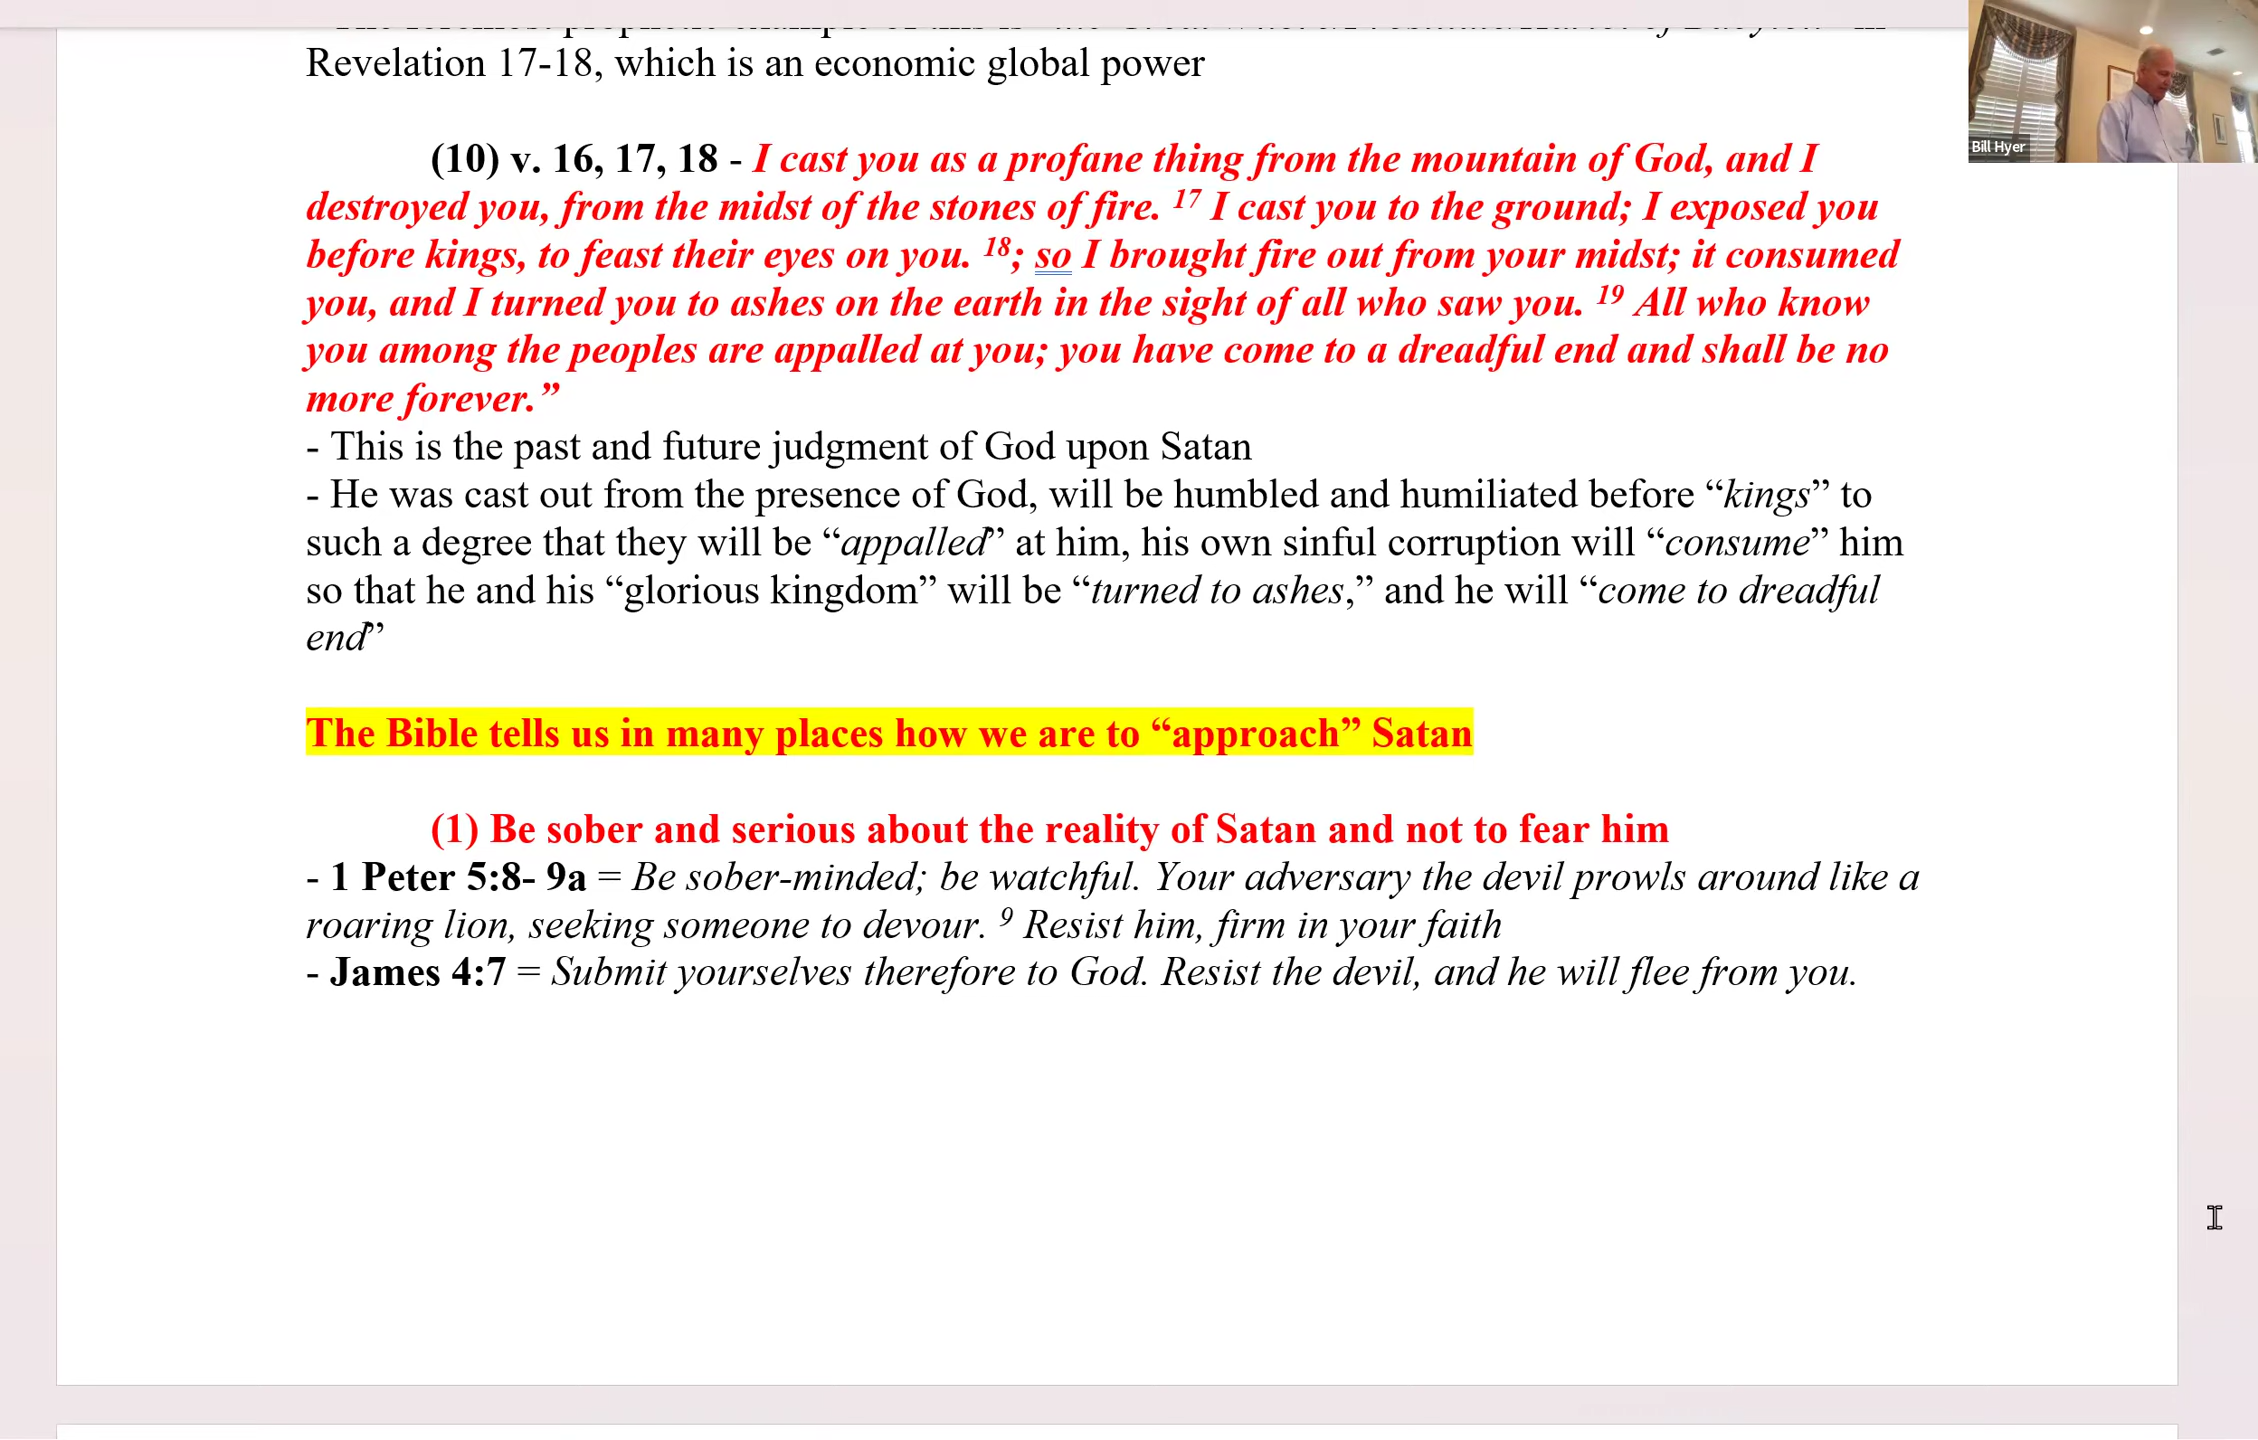 Revelation 17-18, which is an economic global power
(10) v. 16, 17, 18 - I cast you as a profane thing from the mountain of God, and I
destroyed you, from the midst of the stones of fire. 17 I cast you to the ground; I exposed you
before kings, to feast their eyes on you. 18; so I brought fire out from your midst; it consumed
you, and I turned you to ashes on the earth in the sight of all who saw you. 19 All who know
you among the peoples are appalled at you; you have come to a dreadful end and shall be no
more forever.”
- This is the past and future judgment of God upon Satan
- He was cast out from the presence of God, will be humbled and humiliated before “kings” to
such a degree that they will be “appalled” at him, his own sinful corruption will “consume” him
so that he and his “glorious kingdom” will be “turned to ashes,” and he will “come to dreadful
end”
The Bible tells us in many places how we are to “approach” Satan
(1) Be sober and serious about the reality of Satan and not to fear him
- 1 Peter 5:8- 9a = Be sober-minded; be watchful. Your adversary the devil prowls around like a
roaring lion, seeking someone to devour. 9 Resist him, firm in your faith
- James 4:7 = Submit yourselves therefore to God. Resist the devil, and he will flee from you.
Bill Hyer